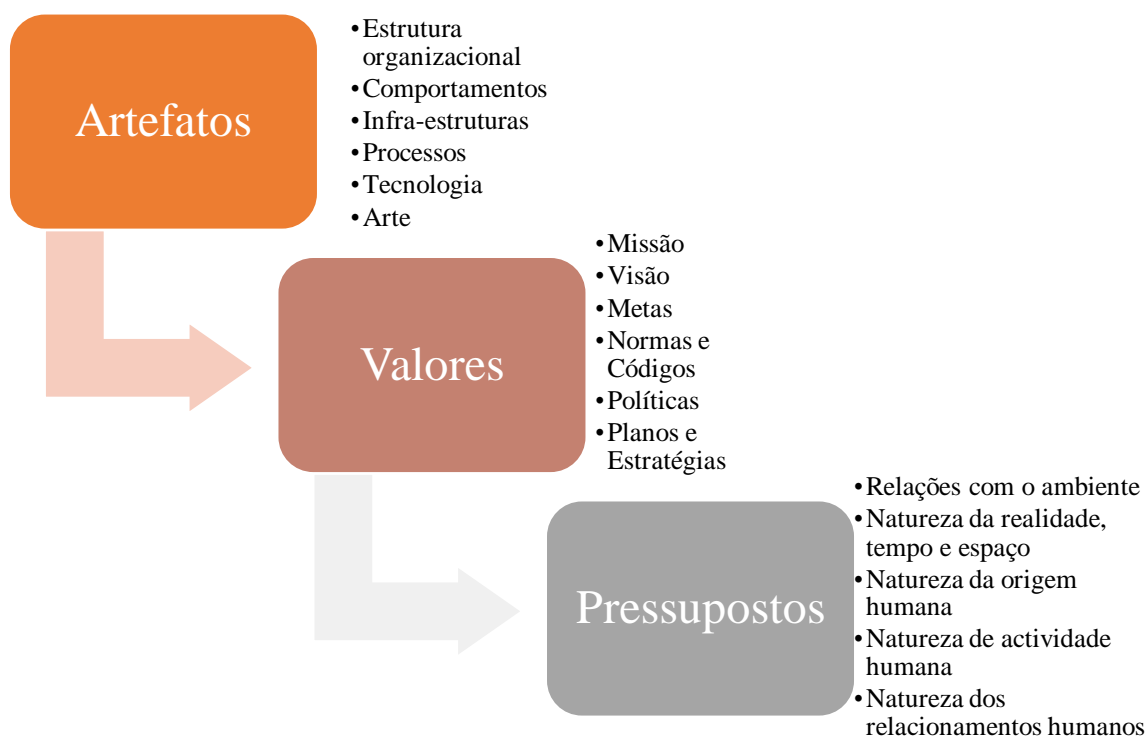 Artefatos
•Estrutura
organizacional
•Comportamentos
•Infra-estruturas
•Processos
•Tecnologia
•Arte
Valores
•Missão
•Visão
•Metas
•Normas e
Códigos
•Políticas
•Planos e
Estratégias
Pressupostos
•Relações com o ambiente
•Natureza da realidade,
tempo e espaço
•Natureza da origem
humana
•Natureza de actividade
humana
•Natureza dos
relacionamentos humanos